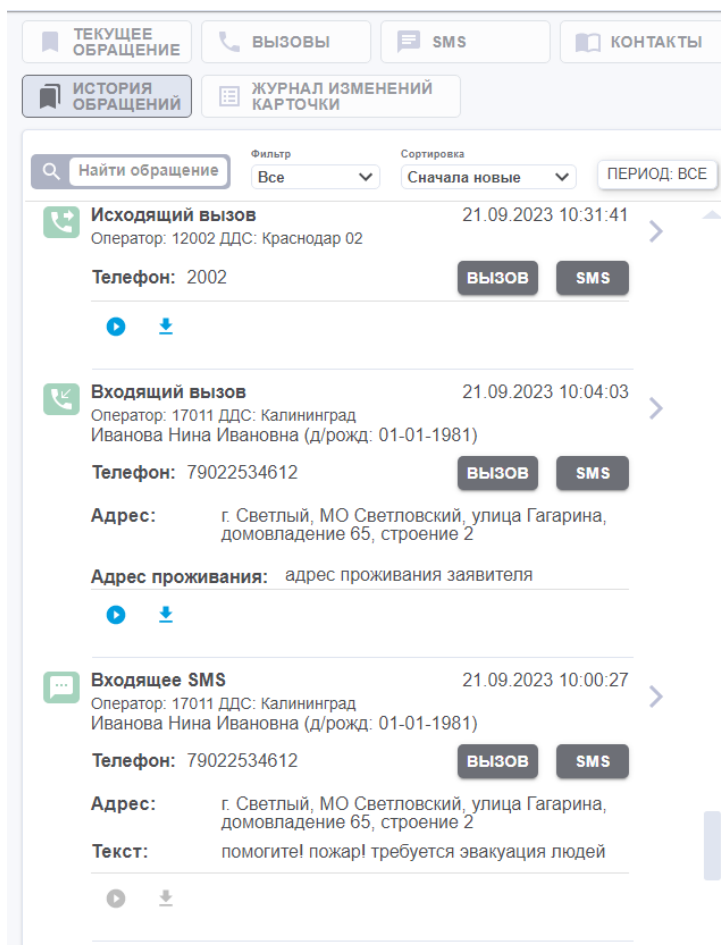 ТЕКУЩЕЕ
ОБРАЩЕНИЕ
ВЫЗОВЫ
SMS
КОНТАКТЫ
ИСТОРИЯ
ОБРАЩЕНИЙ
ЖУРНАЛ ИЗМЕНЕНИЙ
КАРТОЧКИ
Найти обращение
Фильтр
Все
Сортировка
Сначала новые
ПЕРИОД: ВСЕ
Исходящий вызов 21.09.2023 10:31:41
Оператор: 12002 ДДС: Краснодар 02
Телефон: 2002 ВЫЗОВ SMS
Входящий вызов 21.09.2023 10:04:03
Оператор: 17011 ДДС: Калининград
Иванова Нина Ивановна (д/рожд: 01-01-1981)
Телефон: 79022534612 ВЫЗОВ SMS
Адрес: г. Светлый, МО Светловский, улица Гагарина,
домовладение 65, строение 2
Адрес проживания: адрес проживания заявителя
Входящее SMS 21.09.2023 10:00:27
Оператор: 17011 ДДС: Калининград
Иванова Нина Ивановна (д/рожд: 01-01-1981)
Телефон: 79022534612 ВЫЗОВ SMS
Адрес: г. Светлый, МО Светловский, улица Гагарина,
домовладение 65, строение 2
Текст: помогите! пожар! требуется эвакуация людей